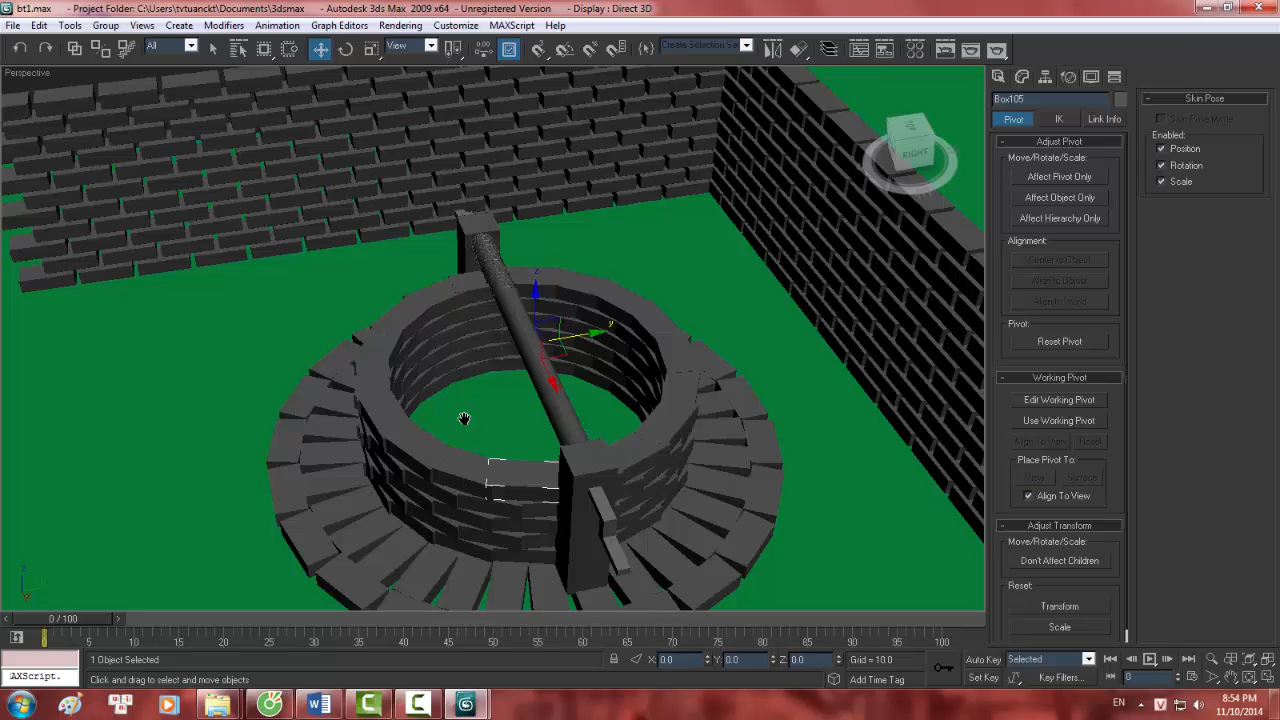 bt1.max - Project Folder: C:\Users\tvtuanckt\Documents\3dsmax - Autodesk 3ds Max 2009 x64 - Unregistered Version - Display : Direct 3D
File Edit Tools Group Views Create Modifiers Animation Graph Editors Rendering Customize MAXScript Help
All View Create Selection Se
Perspective
RIGHT
z
y
Box105
Pivot IK Link Info
- Adjust Pivot
Move/Rotate/Scale:
Affect Pivot Only
Affect Object Only
Affect Hierarchy Only
Alignment:
Center to Object
Align to Object
Align to World
Pivot:
Reset Pivot
- Working Pivot
Edit Working Pivot
Use Working Pivot
Align To View Reset
Place Pivot To:
View Surface
Align To View
- Adjust Transform
Move/Rotate/Scale:
Don't Affect Children
Reset:
Transform
Scale
- Skin Pose
Skin Pose Mode
Enabled:
Position
Rotation
Scale
0 / 100
0 5 10 15 20 25 30 35 40 45 50 55 60 65 70 75 80 85 90 95 100
1 Object Selected X: 0.0 Y: 0.0 Z: 0.0 Grid = 10.0 Auto Key Selected
AXScript. Click and drag to select and move objects Add Time Tag Set Key Key Filters... 0
EN 8:54 PM
11/10/2014